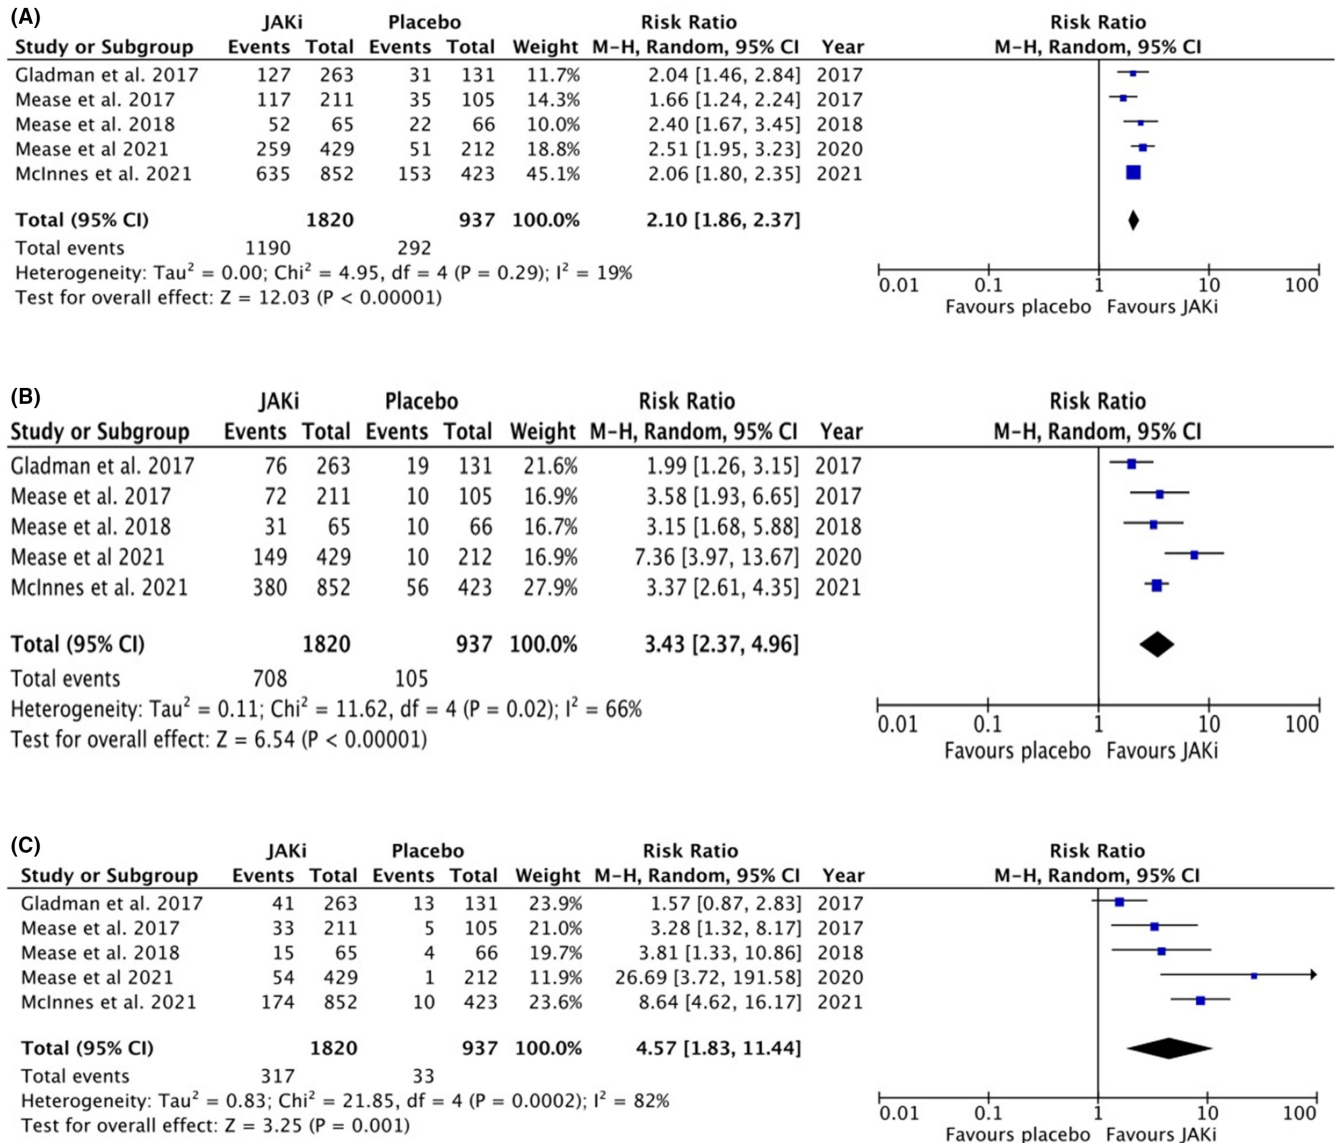 (A)
JAKi Placebo Risk Ratio Risk Ratio
Study or Subgroup Events Total Events Total Weight M-H, Random, 95% CI Year M-H, Random, 95% CI
Gladman et al. 2017 127 263 31 131 11.7% 2.04 [1.46, 2.84] 2017
Mease et al. 2017 117 211 35 105 14.3% 1.66 [1.24, 2.24] 2017
Mease et al. 2018 52 65 22 66 10.0% 2.40 [1.67, 3.45] 2018
Mease et al 2021 259 429 51 212 18.8% 2.51 [1.95, 3.23] 2020
McInnes et al. 2021 635 852 153 423 45.1% 2.06 [1.80, 2.35] 2021
Total (95% CI) 1820 937 100.0% 2.10 [1.86, 2.37]
Total events 1190 292
Heterogeneity: Tau² = 0.00; Chi² = 4.95, df = 4 (P = 0.29); I² = 19%
Test for overall effect: Z = 12.03 (P < 0.00001)
0.01 0.1 1 10 100
Favours placebo Favours JAKi
(B)
JAKi Placebo Risk Ratio Risk Ratio
Study or Subgroup Events Total Events Total Weight M-H, Random, 95% CI Year M-H, Random, 95% CI
Gladman et al. 2017 76 263 19 131 21.6% 1.99 [1.26, 3.15] 2017
Mease et al. 2017 72 211 10 105 16.9% 3.58 [1.93, 6.65] 2017
Mease et al. 2018 31 65 10 66 16.7% 3.15 [1.68, 5.88] 2018
Mease et al 2021 149 429 10 212 16.9% 7.36 [3.97, 13.67] 2020
McInnes et al. 2021 380 852 56 423 27.9% 3.37 [2.61, 4.35] 2021
Total (95% CI) 1820 937 100.0% 3.43 [2.37, 4.96]
Total events 708 105
Heterogeneity: Tau² = 0.11; Chi² = 11.62, df = 4 (P = 0.02); I² = 66%
Test for overall effect: Z = 6.54 (P < 0.00001)
0.01 0.1 1 10 100
Favours placebo Favours JAKi
(C)
JAKi Placebo Risk Ratio Risk Ratio
Study or Subgroup Events Total Events Total Weight M-H, Random, 95% CI Year M-H, Random, 95% CI
Gladman et al. 2017 41 263 13 131 23.9% 1.57 [0.87, 2.83] 2017
Mease et al. 2017 33 211 5 105 21.0% 3.28 [1.32, 8.17] 2017
Mease et al. 2018 15 65 4 66 19.7% 3.81 [1.33, 10.86] 2018
Mease et al 2021 54 429 1 212 11.9% 26.69 [3.72, 191.58] 2020
McInnes et al. 2021 174 852 10 423 23.6% 8.64 [4.62, 16.17] 2021
Total (95% CI) 1820 937 100.0% 4.57 [1.83, 11.44]
Total events 317 33
Heterogeneity: Tau² = 0.83; Chi² = 21.85, df = 4 (P = 0.0002); I² = 82%
Test for overall effect: Z = 3.25 (P = 0.001)
0.01 0.1 1 10 100
Favours placebo Favours JAKi